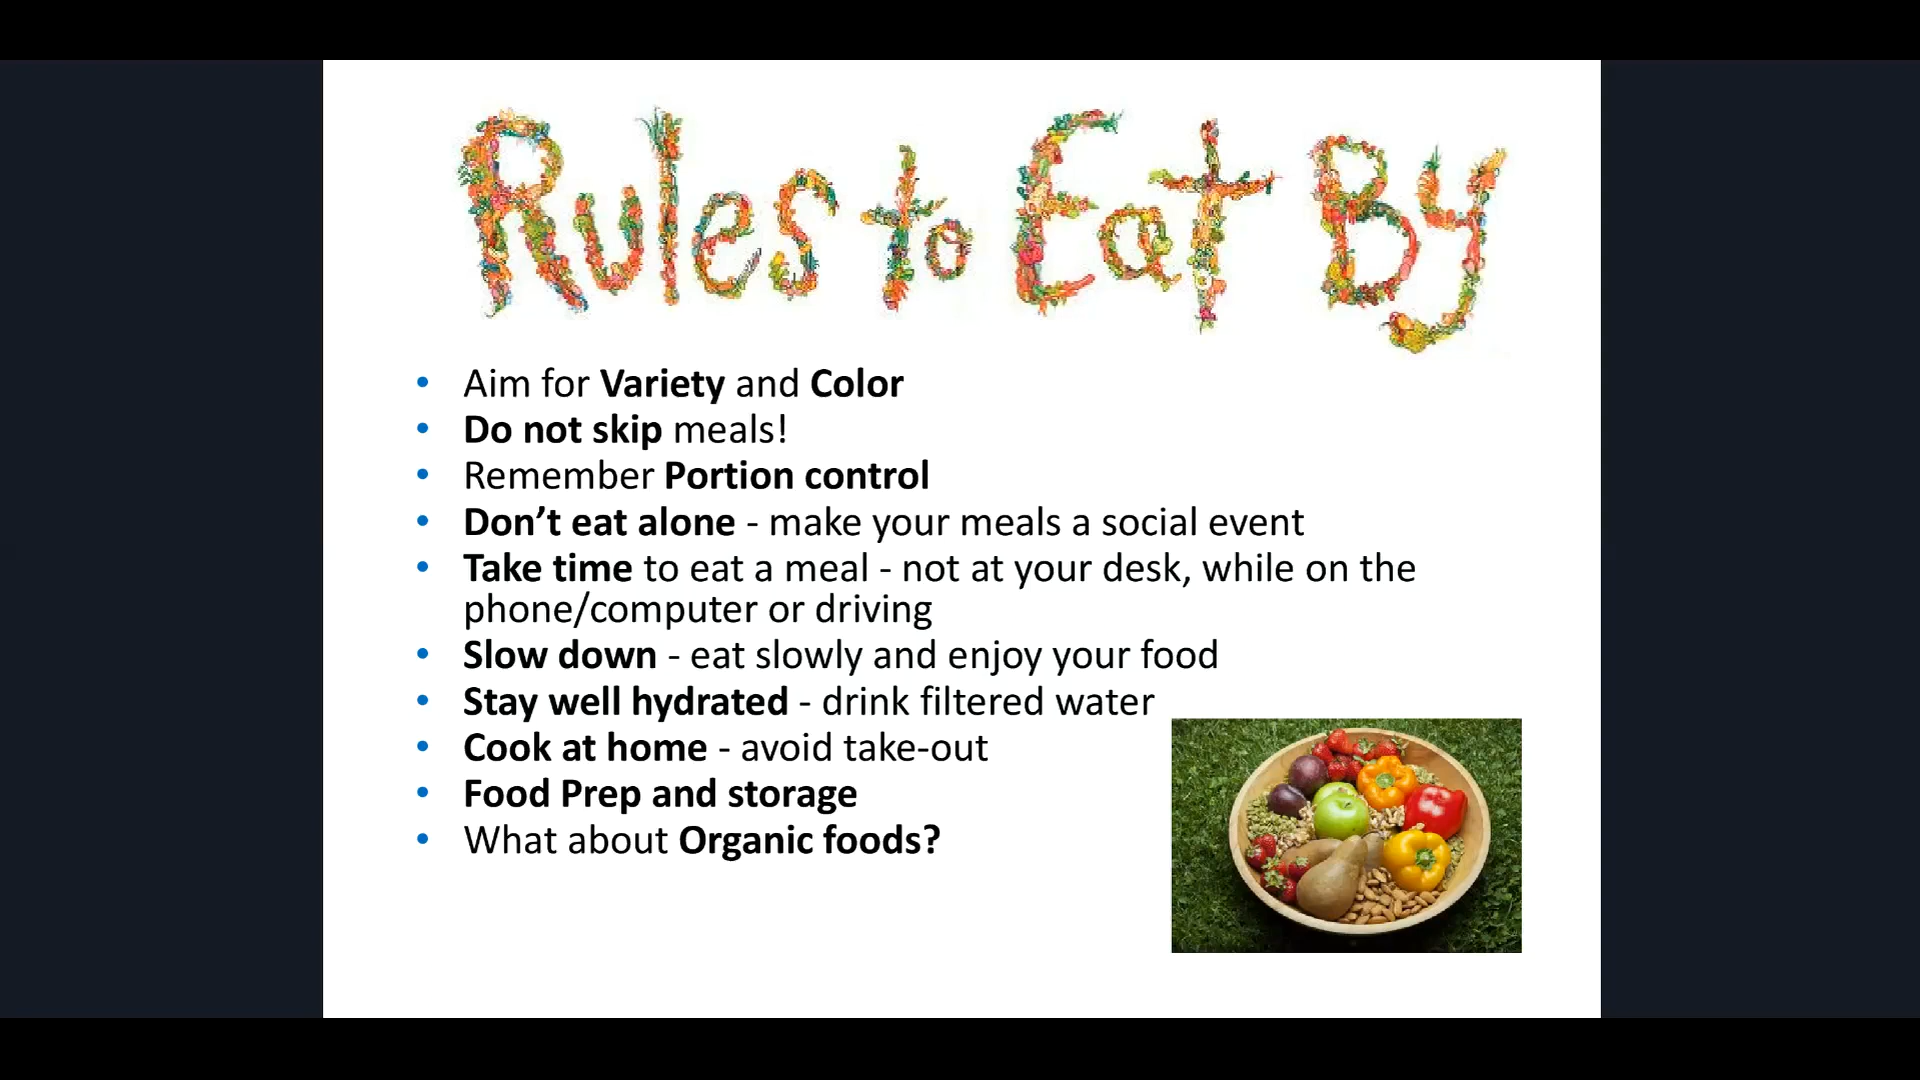 Rules to Eat By
• Aim for Variety and Color
• Do not skip meals!
• Remember Portion control
• Don’t eat alone - make your meals a social event
• Take time to eat a meal - not at your desk, while on the
phone/computer or driving
• Slow down - eat slowly and enjoy your food
• Stay well hydrated - drink filtered water
• Cook at home - avoid take-out
• Food Prep and storage
• What about Organic foods?